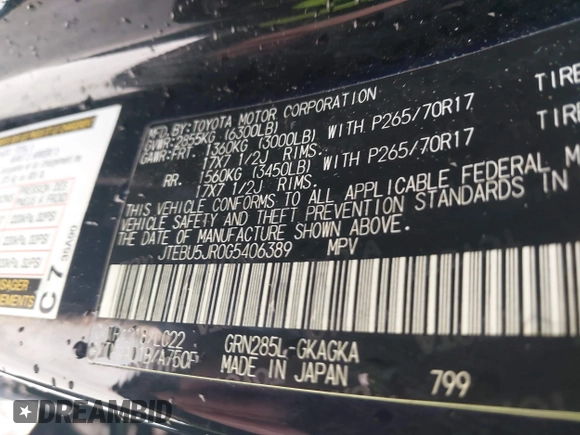 MFD.BY:TOYOTA MOTOR CORPORATION
GVWR:2855KG (6300LB)
GAWR:FRT. 1360KG (3000LB) WITH P265/70R17 TIRE
17X7 1/2J RIMS.
RR. 1560KG (3450LB) WITH P265/70R17 TIRE
17X7 1/2J RIMS.
THIS VEHICLE CONFORMS TO ALL APPLICABLE FEDERAL M
VEHICLE SAFETY AND THEFT PREVENTION STANDARDS IN
THE DATE OF MANUFACTURE SHOWN ABOVE.
JTEBU5JR0G5406389 MPV
/A750F
GRN285L-GKAGKA
MADE IN JAPAN 799
C 7
DREAMBID